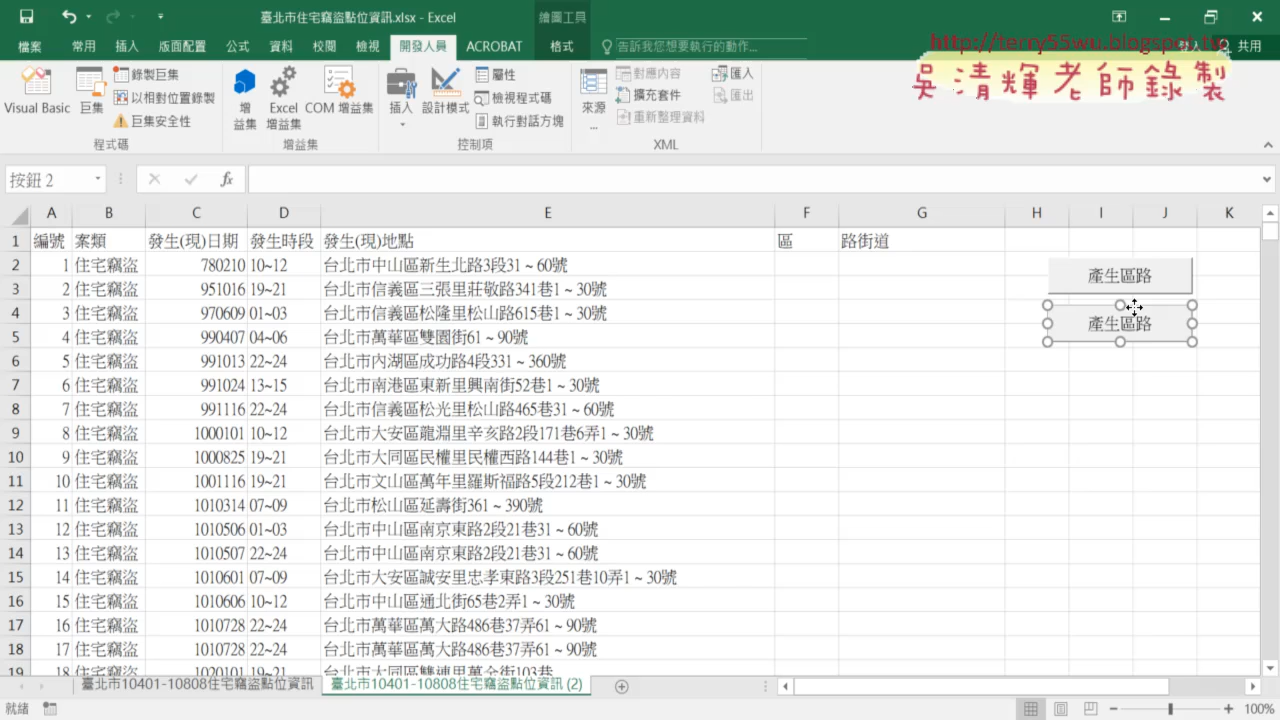 臺北市住宅竊盜點位資訊.xlsx - Excel
繪圖工具
檔案 常用 插入 版面配置 公式 資料 校閱 檢視 開發人員 ACROBAT 格式 告訴我您想要執行的動作... 登入 共用
http://terry55wu.blogspot.tw
吳清輝老師錄製
Visual Basic 巨集 錄製巨集 以相對位置錄製 巨集安全性 程式碼
增益集 Excel 增益集 COM 增益集 增益集
插入 設計模式 屬性 檢視程式碼 執行對話方塊 控制項
來源... 對應內容 擴充套件 重新整理資料 匯入 匯出 XML
按鈕 2 fx
A B C D E F G H I J K
1 編號 案類 發生(現)日期 發生時段 發生(現)地點 區 路街道
2 1 住宅竊盜 780210 10~12 台北市中山區新生北路3段31~60號
3 2 住宅竊盜 951016 19~21 台北市信義區三張里莊敬路341巷1~30號
4 3 住宅竊盜 970609 01~03 台北市信義區松隆里松山路615巷1~30號
5 4 住宅竊盜 990407 04~06 台北市萬華區雙園街61~90號
6 5 住宅竊盜 991013 22~24 台北市內湖區成功路4段331~360號
7 6 住宅竊盜 991024 13~15 台北市南港區東新里興南街52巷1~30號
8 7 住宅竊盜 991116 22~24 台北市信義區松光里松山路465巷31~60號
9 8 住宅竊盜 1000101 10~12 台北市大安區龍淵里辛亥路2段171巷6弄1~30號
10 9 住宅竊盜 1000825 19~21 台北市大同區民權里民權西路144巷1~30號
11 10 住宅竊盜 1001116 19~21 台北市文山區萬年里羅斯福路5段212巷1~30號
12 11 住宅竊盜 1010314 07~09 台北市松山區延壽街361~390號
13 12 住宅竊盜 1010506 01~03 台北市中山區南京東路2段21巷31~60號
14 13 住宅竊盜 1010507 22~24 台北市中山區南京東路2段21巷31~60號
15 14 住宅竊盜 1010601 07~09 台北市大安區誠安里忠孝東路3段251巷10弄1~30號
16 15 住宅竊盜 1010606 10~12 台北市中山區通北街65巷2弄1~30號
17 16 住宅竊盜 1010728 22~24 台北市萬華區萬大路486巷37弄61~90號
18 17 住宅竊盜 1010728 22~24 台北市萬華區萬大路486巷37弄61~90號
19 18 住宅竊盜 1020101 19~21 台北市大同區雙連里萬全街103巷
產生區路
產生區路
臺北市10401-10808住宅竊盜點位資訊 臺北市10401-10808住宅竊盜點位資訊 (2)
就緒 100%